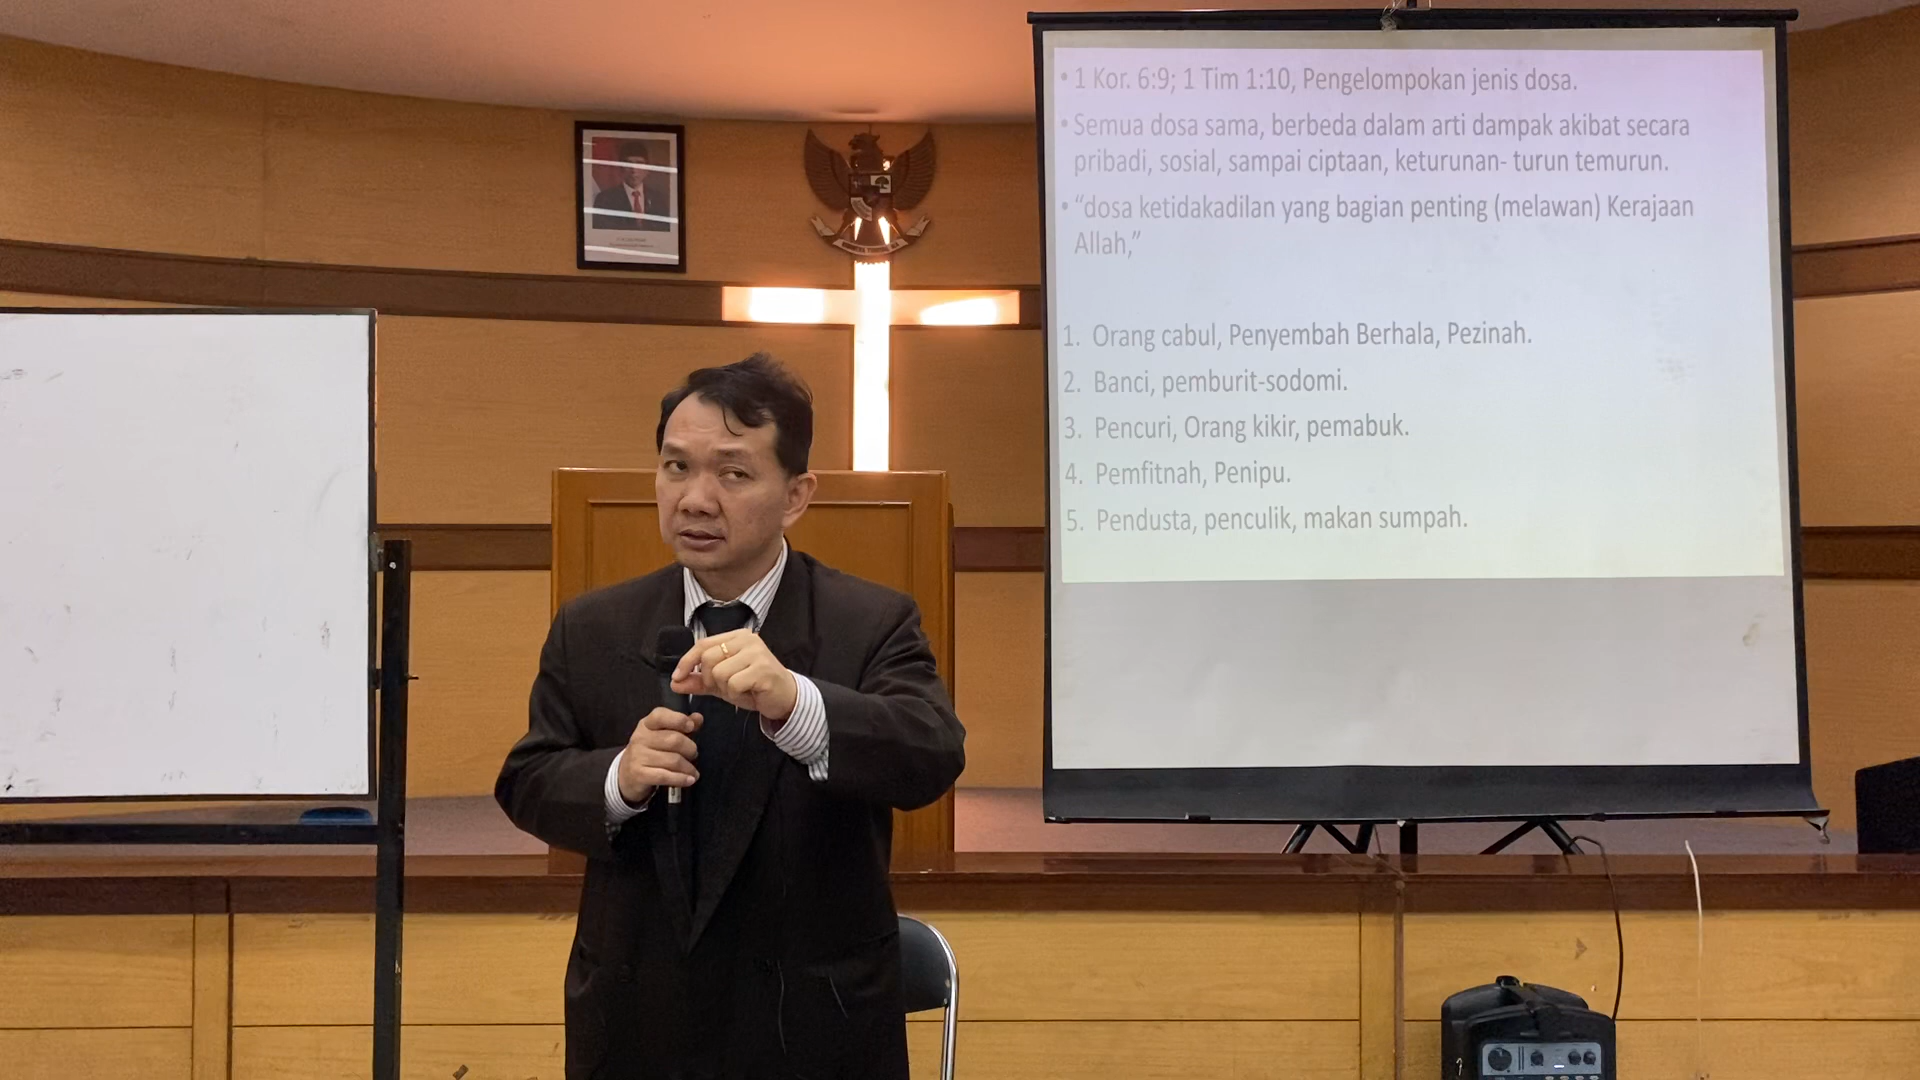 • 1 Kor. 6:9; 1 Tim 1:10, Pengelompokan jenis dosa.
• Semua dosa sama, berbeda dalam arti dampak akibat secara
pribadi, sosial, sampai ciptaan, keturunan- turun temurun.
• “dosa ketidakadilan yang bagian penting (melawan) Kerajaan
Allah,”
1. Orang cabul, Penyembah Berhala, Pezinah.
2. Banci, pemburit-sodomi.
3. Pencuri, Orang kikir, pemabuk.
4. Pemfitnah, Penipu.
5. Pendusta, penculik, makan sumpah.